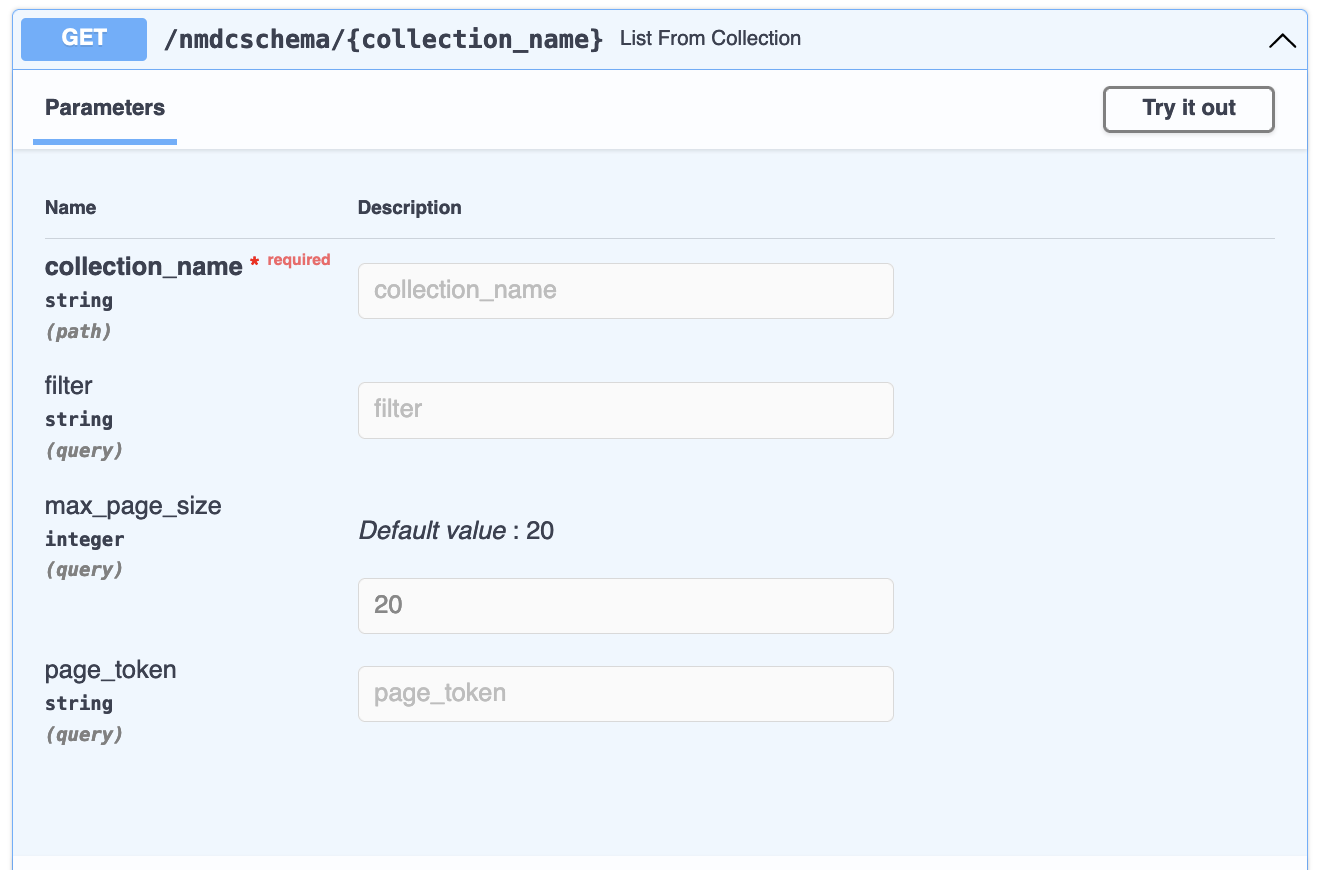 GET /nmdcschema/{collection_name} List From Collection
Parameters
Try it out
Name Description
collection_name * required
string
(path)
collection_name
filter
string
(query)
filter
max_page_size
integer
(query)
Default value : 20
20
page_token
string
(query)
page_token